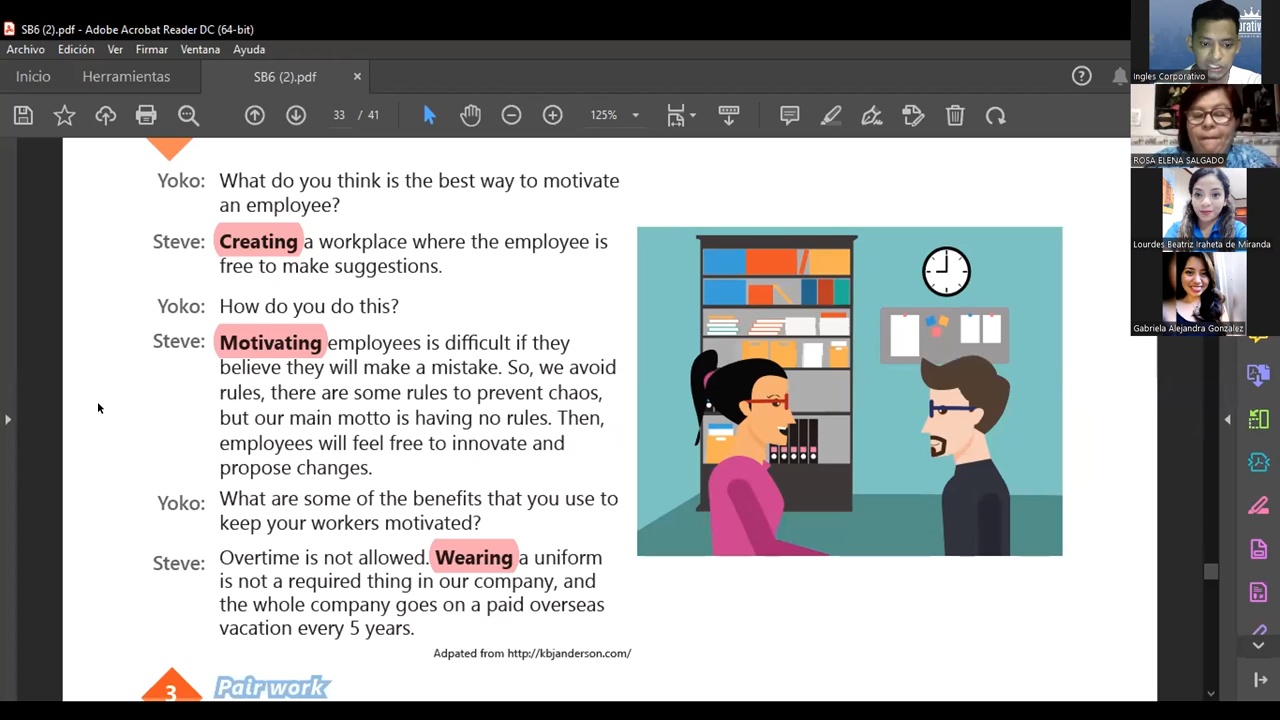 SB6 (2).pdf - Adobe Acrobat Reader DC (64-bit)
Archivo Edición Ver Firmar Ventana Ayuda
Inicio Herramientas SB6 (2).pdf ×
33 / 41 125%
Yoko: What do you think is the best way to motivate
an employee?
Steve: Creating a workplace where the employee is
free to make suggestions.
Yoko: How do you do this?
Steve: Motivating employees is difficult if they
believe they will make a mistake. So, we avoid
rules, there are some rules to prevent chaos,
but our main motto is having no rules. Then,
employees will feel free to innovate and
propose changes.
Yoko: What are some of the benefits that you use to
keep your workers motivated?
Steve: Overtime is not allowed. Wearing a uniform
is not a required thing in our company, and
the whole company goes on a paid overseas
vacation every 5 years.
Adpated from http://kbjanderson.com/
3 Pair work
Ingles Corporativo
ROSA ELENA SALGADO
Lourdes Beatriz Iraheta de Miranda
Gabriela Alejandra Gonzalez